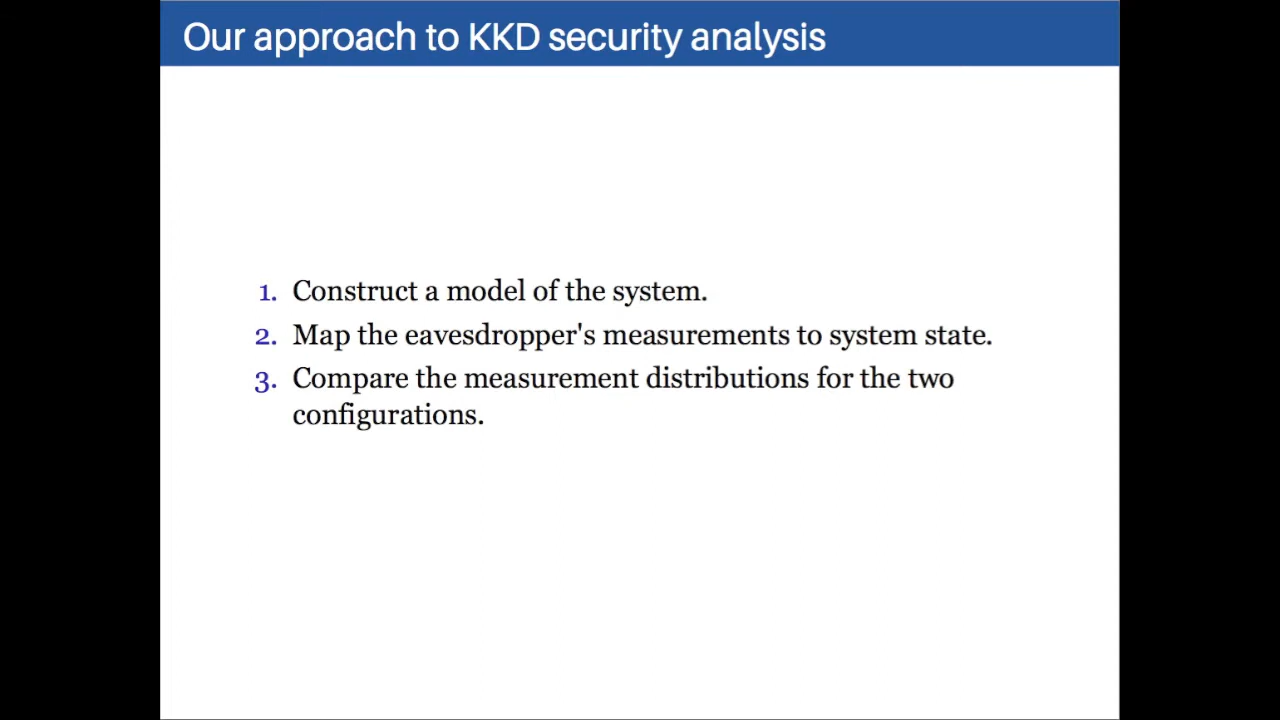 Our approach to KKD security analysis
1. Construct a model of the system.
2. Map the eavesdropper's measurements to system state.
3. Compare the measurement distributions for the two
configurations.